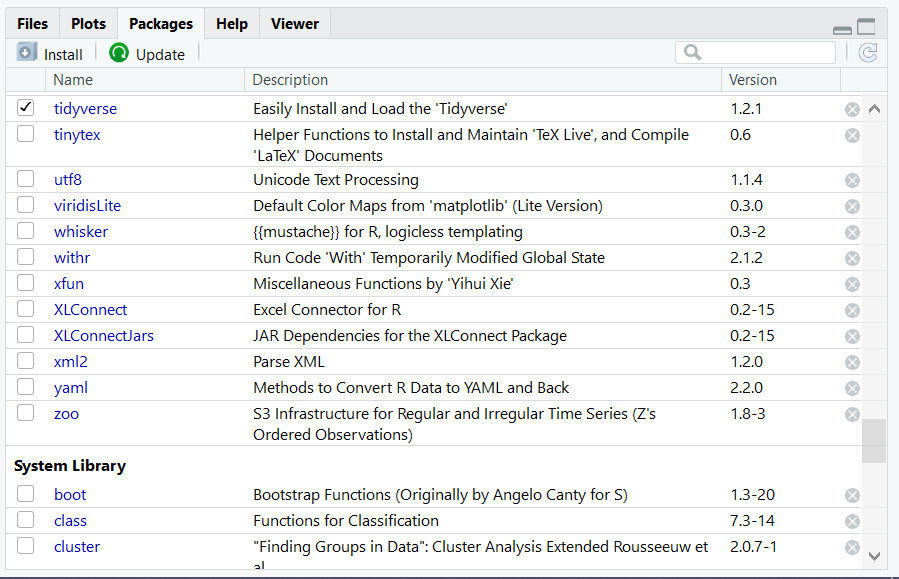 Files Plots Packages Help Viewer
Install Update
Name Description Version
tidyverse Easily Install and Load the 'Tidyverse' 1.2.1
tinytex Helper Functions to Install and Maintain 'TeX Live', and Compile 0.6
'LaTeX' Documents
utf8 Unicode Text Processing 1.1.4
viridisLite Default Color Maps from 'matplotlib' (Lite Version) 0.3.0
whisker {{mustache}} for R, logicless templating 0.3-2
withr Run Code 'With' Temporarily Modified Global State 2.1.2
xfun Miscellaneous Functions by 'Yihui Xie' 0.3
XLConnect Excel Connector for R 0.2-15
XLConnectJars JAR Dependencies for the XLConnect Package 0.2-15
xml2 Parse XML 1.2.0
yaml Methods to Convert R Data to YAML and Back 2.2.0
zoo S3 Infrastructure for Regular and Irregular Time Series (Z's 1.8-3
Ordered Observations)
System Library
boot Bootstrap Functions (Originally by Angelo Canty for S) 1.3-20
class Functions for Classification 7.3-14
cluster "Finding Groups in Data": Cluster Analysis Extended Rousseeuw et 2.0.7-1
al